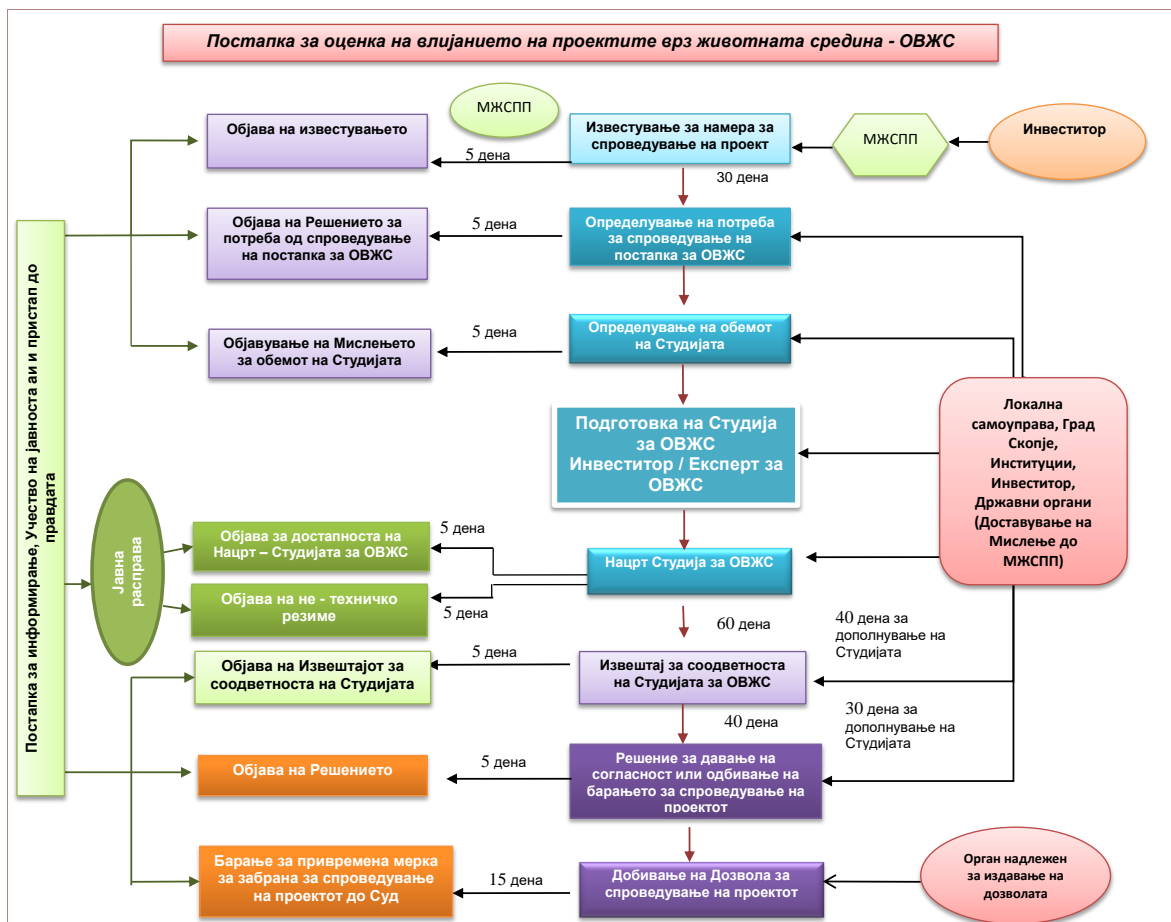 Постапка за оценка на влијанието на проектите врз животната средина - ОВЖС
МЖСПП
Објава на известувањето
5 дена
Известување за намера за
спроведување на проект
МЖСПП
Инвеститор
30 дена
Објава на Решението за
потреба од спроведување
на постапка за ОВЖС
5 дена
Определување на потреба
за спроведување на
постапка за ОВЖС
Објавување на Мислењето
за обемот на Студијата
5 дена
Определување на обемот
на Студијата
Постапка за информирање, Учество на јавноста аи и пристап до
правдата
Подготовка на Студија
за ОВЖС
Инвеститор / Експерт за
ОВЖС
Локална
самоуправа, Град
Скопје,
Институции,
Инвеститор,
Државни органи
(Доставување на
Мислење до
МЖСПП)
Јавна
расправа
Објава за достапноста на
Нацрт – Студијата за ОВЖС
5 дена
Нацрт Студија за ОВЖС
Објава на не - техничко
резиме
5 дена
60 дена
40 дена за
дополнување на
Студијата
Објава на Извештајот за
соодветноста на Студијата
5 дена
Извештај за соодветноста
на Студијата за ОВЖС
40 дена
30 дена за
дополнување на
Студијата
Објава на Решението
5 дена
Решение за давање на
согласност или одбивање на
барањето за спроведување на
проектот
Барање за привремена мерка
за забрана за спроведување
на проектот до Суд
15 дена
Добивање на Дозвола за
спроведување на проектот
Орган надлежен
за издавање на
дозволата